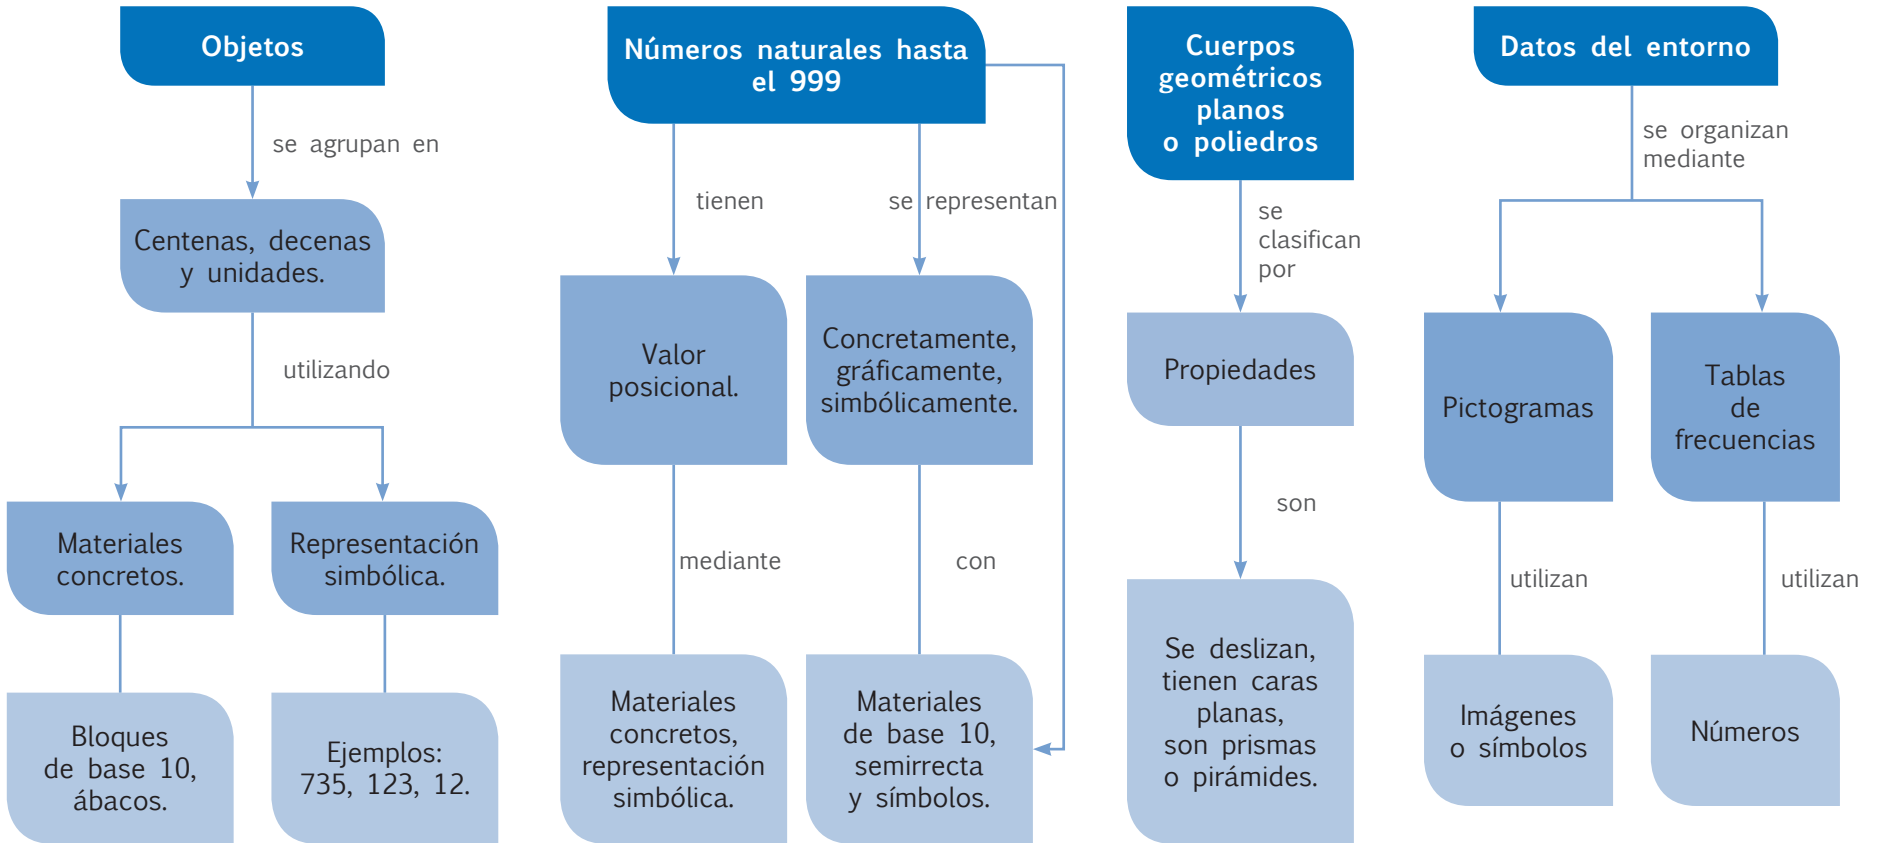 Objetos
se agrupan en
Centenas, decenas
y unidades.
utilizando
Materiales
concretos.
Representación
simbólica.
Bloques
de base 10,
ábacos.
Ejemplos:
735, 123, 12.
Números naturales hasta
el 999
tienen
se representan
Valor
posicional.
Concretamente,
gráficamente,
simbólicamente.
mediante
con
Materiales
concretos,
representación
simbólica.
Materiales
de base 10,
semirrecta
y símbolos.
Cuerpos
geométricos
planos
o poliedros
se
clasifican
por
Propiedades
son
Se deslizan,
tienen caras
planas,
son prismas
o pirámides.
Datos del entorno
se organizan
mediante
Pictogramas
Tablas
de
frecuencias
utilizan
utilizan
Imágenes
o símbolos
Números